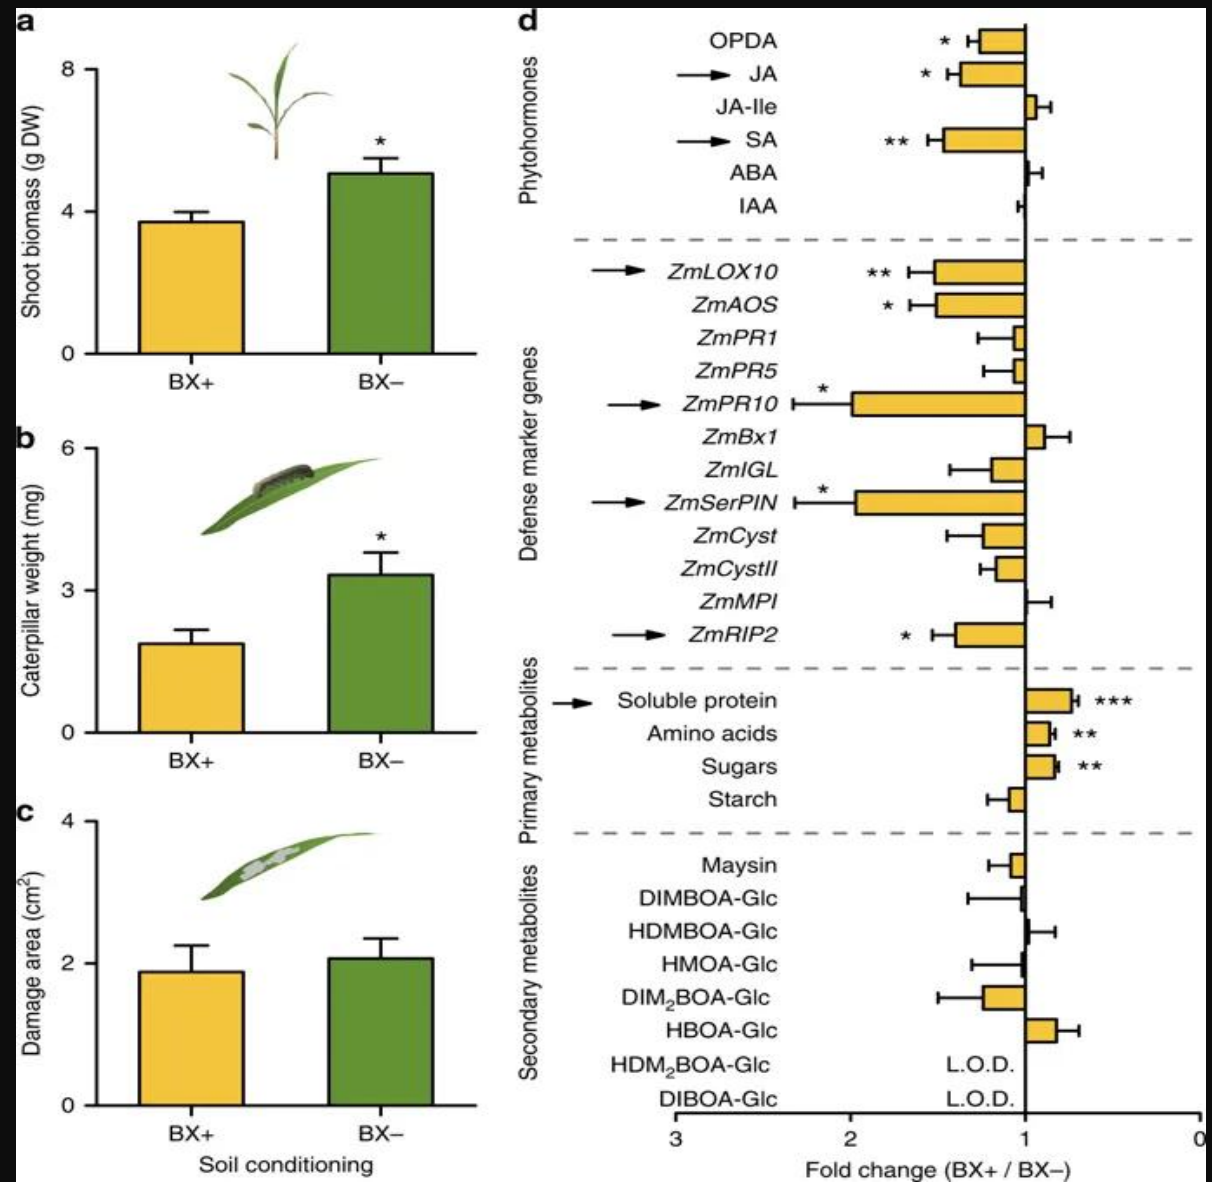 a
Shoot biomass (g DW)
8
4
0
*
BX+
BX–
b
Caterpillar weight (mg)
6
3
0
*
BX+
BX–
c
Damage area (cm²)
4
2
0
BX+
BX–
Soil conditioning
d
Phytohormones
OPDA *
JA *
JA-Ile
SA **
ABA
IAA
Defense marker genes
ZmLOX10 **
ZmAOS *
ZmPR1
ZmPR5
ZmPR10 *
ZmBx1
ZmIGL
ZmSerPIN *
ZmCyst
ZmCystII
ZmMPI
ZmRIP2 *
Primary metabolites
Soluble protein ***
Amino acids **
Sugars **
Starch
Secondary metabolites
Maysin
DIMBOA-Glc
HDMBOA-Glc
HMOA-Glc
DIM₂BOA-Glc
HBOA-Glc
HDM₂BOA-Glc L.O.D.
DIBOA-Glc L.O.D.
3 2 1 0
Fold change (BX+ / BX–)